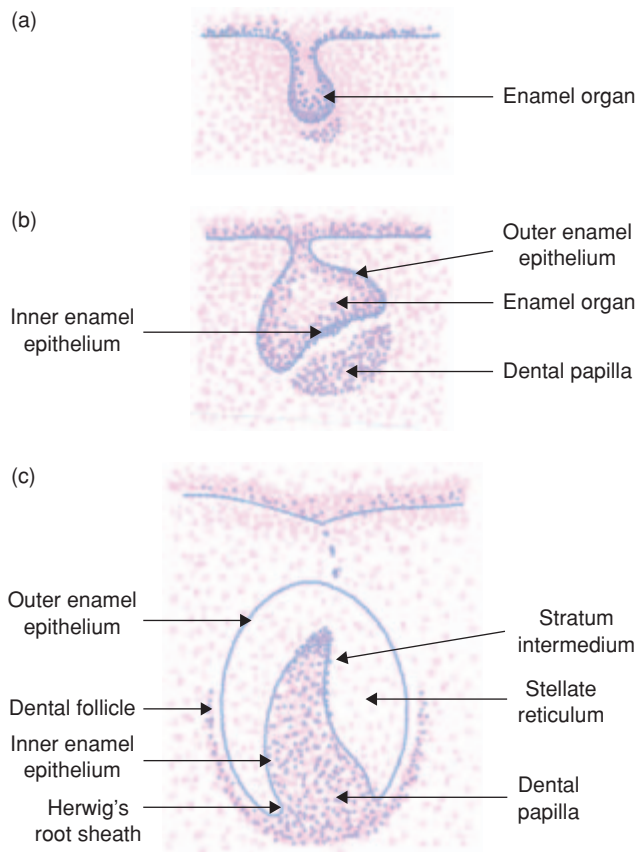 (a)
Enamel organ
(b)
Outer enamel
epithelium
Enamel organ
Inner enamel
epithelium
Dental papilla
(c)
Outer enamel
epithelium
Stratum
intermedium
Dental follicle
Stellate
reticulum
Inner enamel
epithelium
Dental
papilla
Herwig's
root sheath